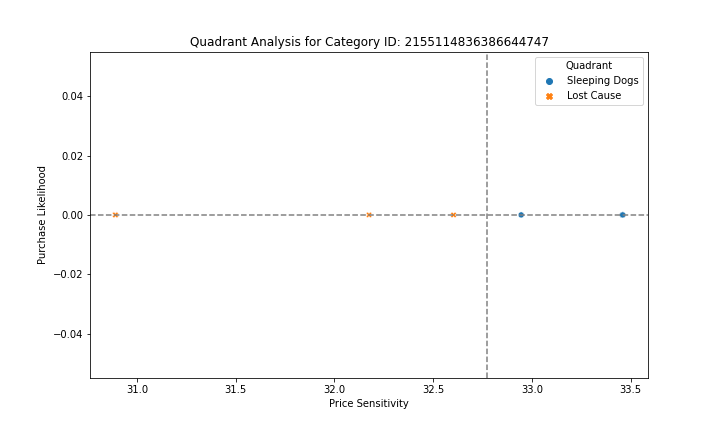 Quadrant Analysis for Category ID: 2155114836386644747
Quadrant
Sleeping Dogs
Lost Cause
0.04
0.02
0.00
−0.02
−0.04
Purchase Likelihood
31.0 31.5 32.0 32.5 33.0 33.5
Price Sensitivity